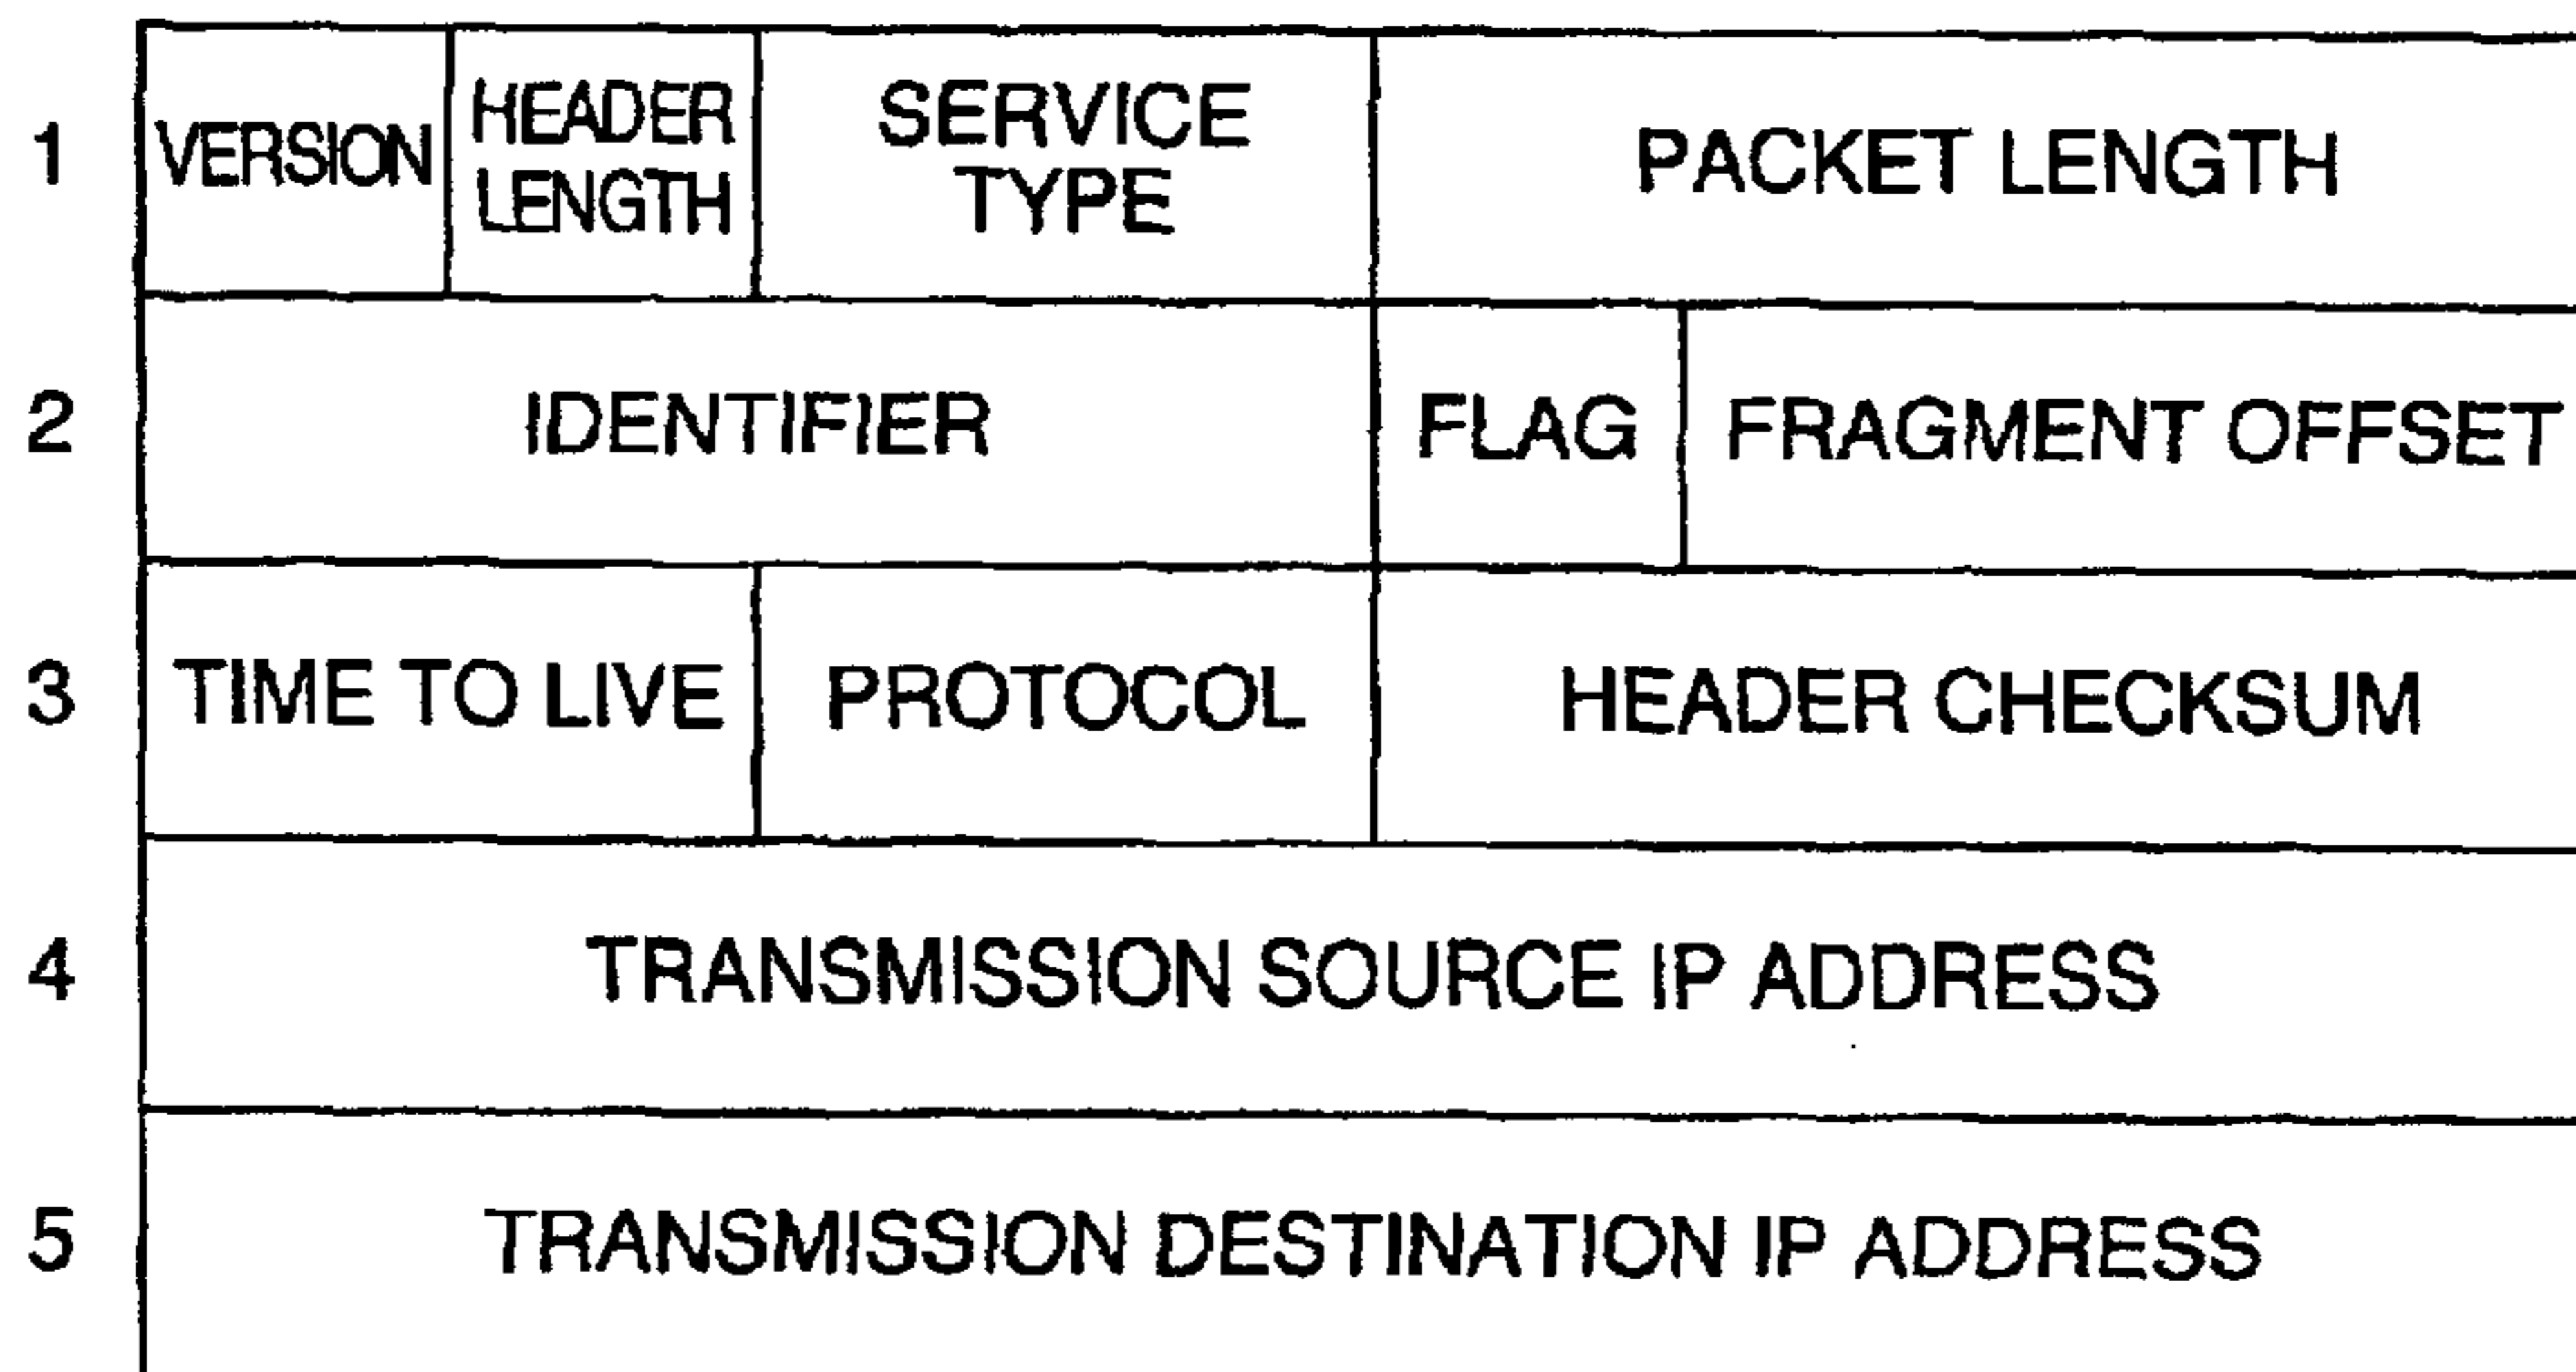 1 VERSION HEADER LENGTH SERVICE TYPE PACKET LENGTH
2 IDENTIFIER FLAG FRAGMENT OFFSET
3 TIME TO LIVE PROTOCOL HEADER CHECKSUM
4 TRANSMISSION SOURCE IP ADDRESS
5 TRANSMISSION DESTINATION IP ADDRESS